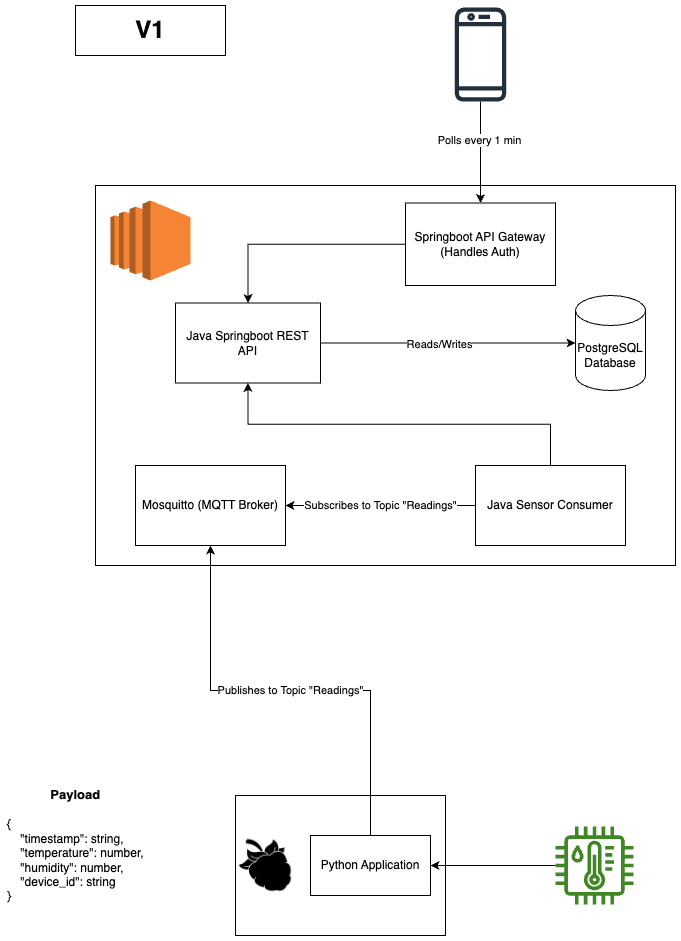 V1
Polls every 1 min
Springboot API Gateway
(Handles Auth)
Java Springboot REST
API
Reads/Writes
PostgreSQL
Database
Mosquitto (MQTT Broker)
Subscribes to Topic "Readings"
Java Sensor Consumer
Publishes to Topic "Readings"
Payload
{
"timestamp": string,
"temperature": number,
"humidity": number,
"device_id": string
}
Python Application